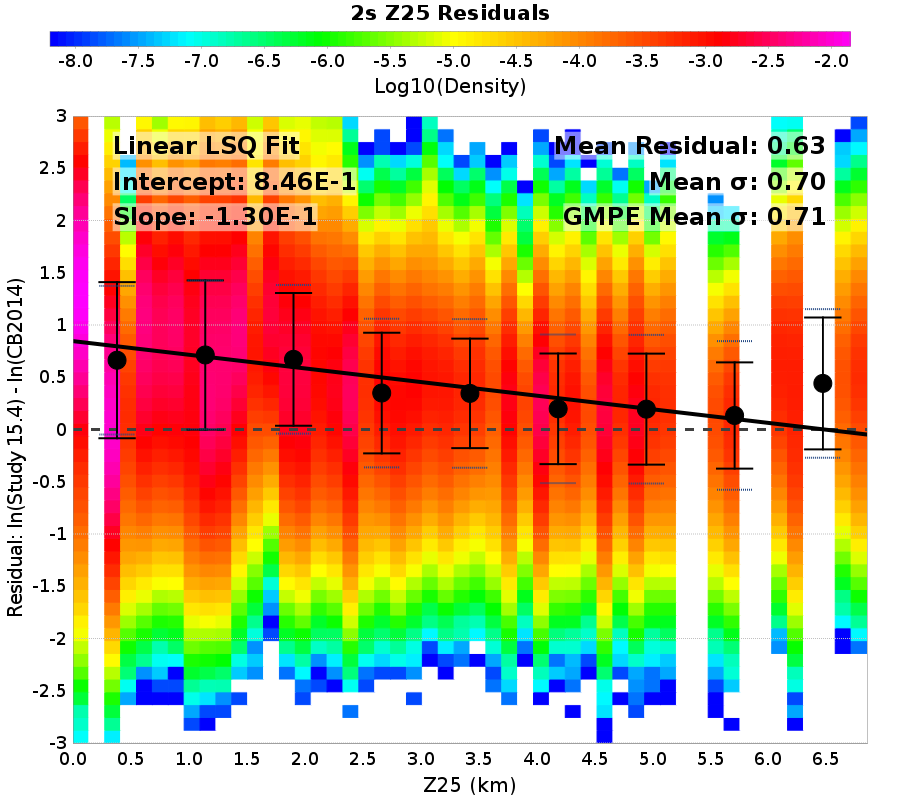 2s Z25 Residuals
-8.0 -7.5 -7.0 -6.5 -6.0 -5.5 -5.0 -4.5 -4.0 -3.5 -3.0 -2.5 -2.0
Log10(Density)
Linear LSQ Fit
Intercept: 8.46E-1
Slope: -1.30E-1
Mean Residual: 0.63
Mean σ: 0.70
GMPE Mean σ: 0.71
Residual: ln(Study 15.4) - ln(CB2014)
3
2.5
2
1.5
1
0.5
0
-0.5
-1
-1.5
-2
-2.5
-3
0.0 0.5 1.0 1.5 2.0 2.5 3.0 3.5 4.0 4.5 5.0 5.5 6.0 6.5
Z25 (km)